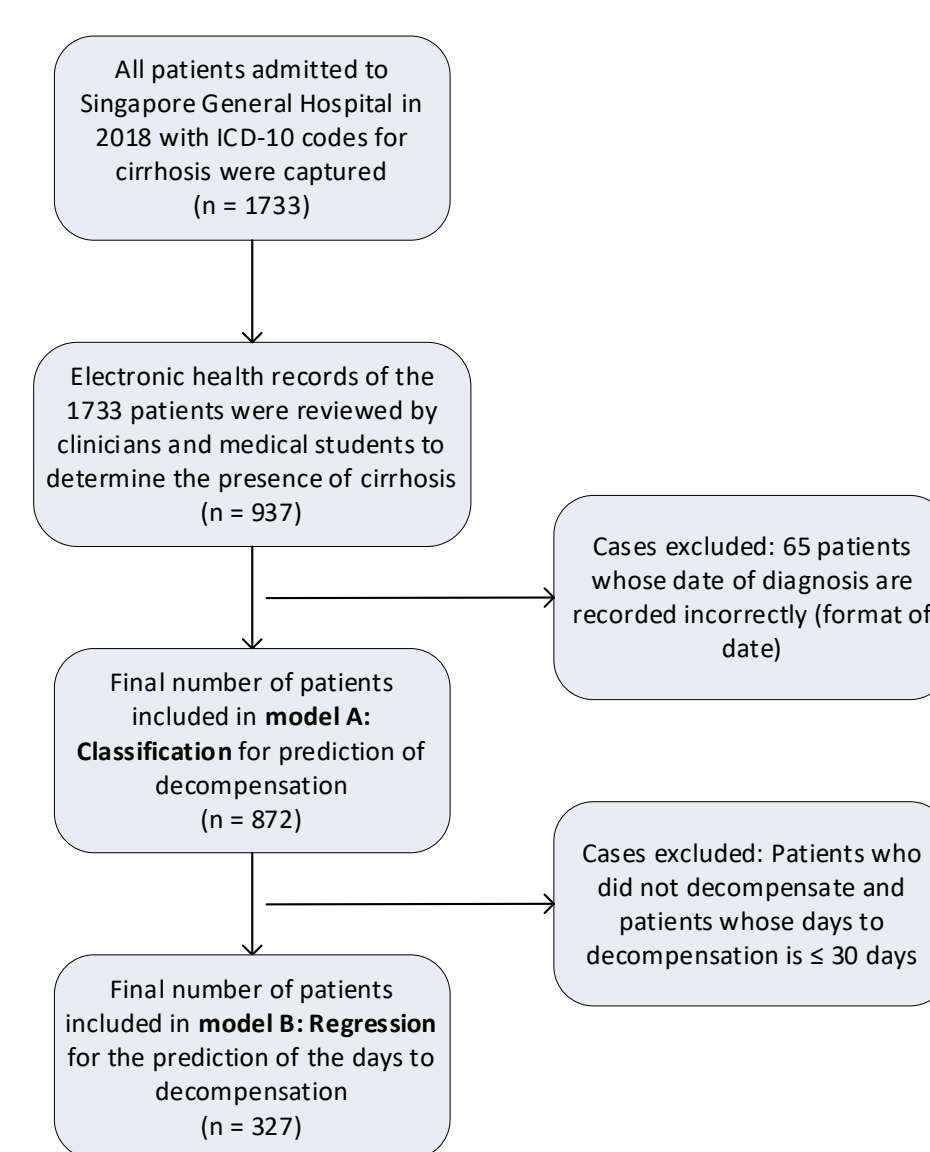 All patients admitted to
Singapore General Hospital in
2018 with ICD-10 codes for
cirrhosis were captured
(n = 1733)
Electronic health records of the
1733 patients were reviewed by
clinicians and medical students to
determine the presence of cirrhosis
(n = 937)
Cases excluded: 65 patients
whose date of diagnosis are
recorded incorrectly (format of
date)
Final number of patients
included in model A:
Classification for prediction of
decompensation
(n = 872)
Cases excluded: Patients who
did not decompensate and
patients whose days to
decompensation is ≤ 30 days
Final number of patients
included in model B: Regression
for the prediction of the days to
decompensation
(n = 327)